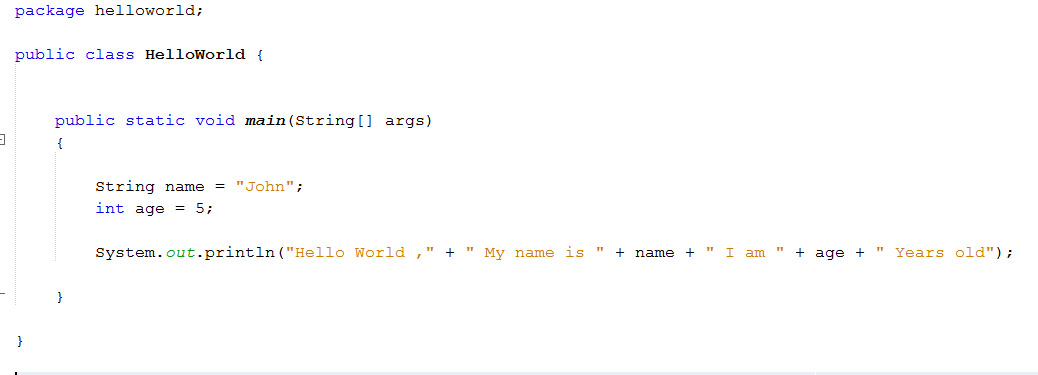 package helloworld;
public class HelloWorld {
public static void main(String[] args)
{
String name = "John";
int age = 5;
System.out.println("Hello World ," + " My name is " + name + " I am " + age + " Years old");
}
}